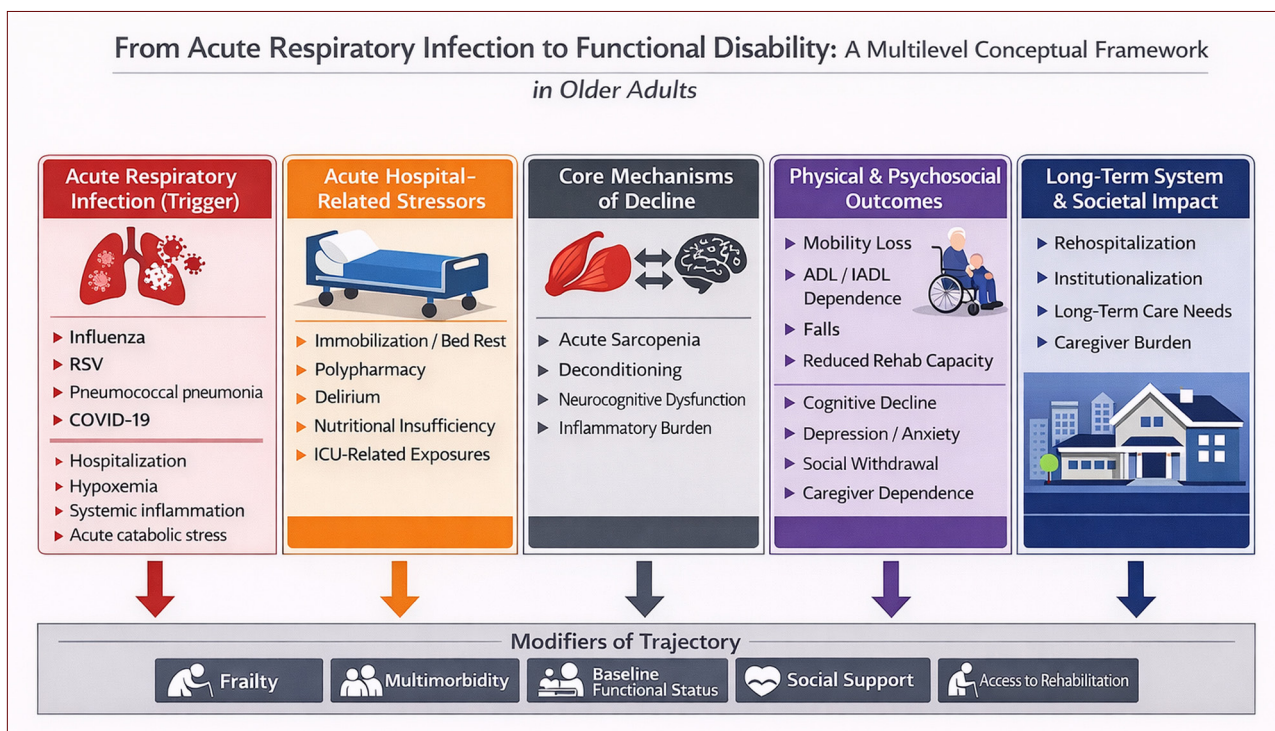 From Acute Respiratory Infection to Functional Disability: A Multilevel Conceptual Framework
in Older Adults
Acute Respiratory
Infection (Trigger)
Influenza
RSV
Pneumococcal pneumonia
COVID-19
Hospitalization
Hypoxemia
Systemic inflammation
Acute catabolic stress
Acute Hospital-
Related Stressors
Immobilization / Bed Rest
Polypharmacy
Delirium
Nutritional Insufficiency
ICU-Related Exposures
Core Mechanisms
of Decline
Acute Sarcopenia
Deconditioning
Neurocognitive Dysfunction
Inflammatory Burden
Physical & Psychosocial
Outcomes
Mobility Loss
ADL / IADL
Dependence
Falls
Reduced Rehab Capacity
Cognitive Decline
Depression / Anxiety
Social Withdrawal
Caregiver Dependence
Long-Term System
& Societal Impact
Rehospitalization
Institutionalization
Long-Term Care Needs
Caregiver Burden
Modifiers of Trajectory
Frailty
Multimorbidity
Baseline
Functional Status
Social Support
Access to Rehabilitation